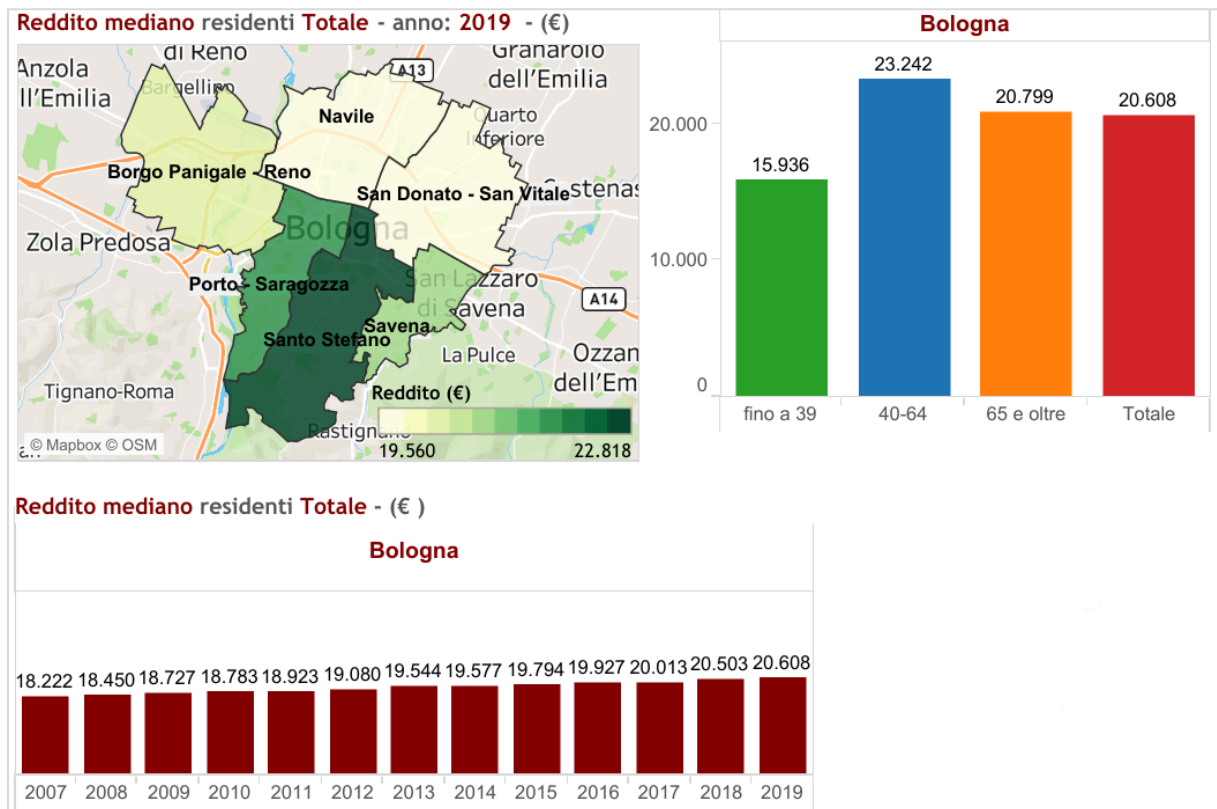 Reddito mediano residenti Totale - anno: 2019 - (€)
di Reno
Granarolo
dell'Emilia
Anzola
ll'Emilia
A13
Bargellino
Navile
Quarto
Inferiore
Borgo Panigale - Reno
San Donato - San Vitale
Castenas
Bologna
Zola Predosa
Porto - Saragozza
San Lazzaro
di Savena
A14
Savena
Santo Stefano
La Pulce
Ozzan
dell'Em
Tignano-Roma
Reddito (€)
Rastignano
19.560 22.818
© Mapbox © OSM
Bologna
23.242
20.799
20.608
15.936
20.000
10.000
0
fino a 39 40-64 65 e oltre Totale
Reddito mediano residenti Totale - (€ )
Bologna
18.222 18.450 18.727 18.783 18.923 19.080 19.544 19.577 19.794 19.927 20.013 20.503 20.608
2007 2008 2009 2010 2011 2012 2013 2014 2015 2016 2017 2018 2019